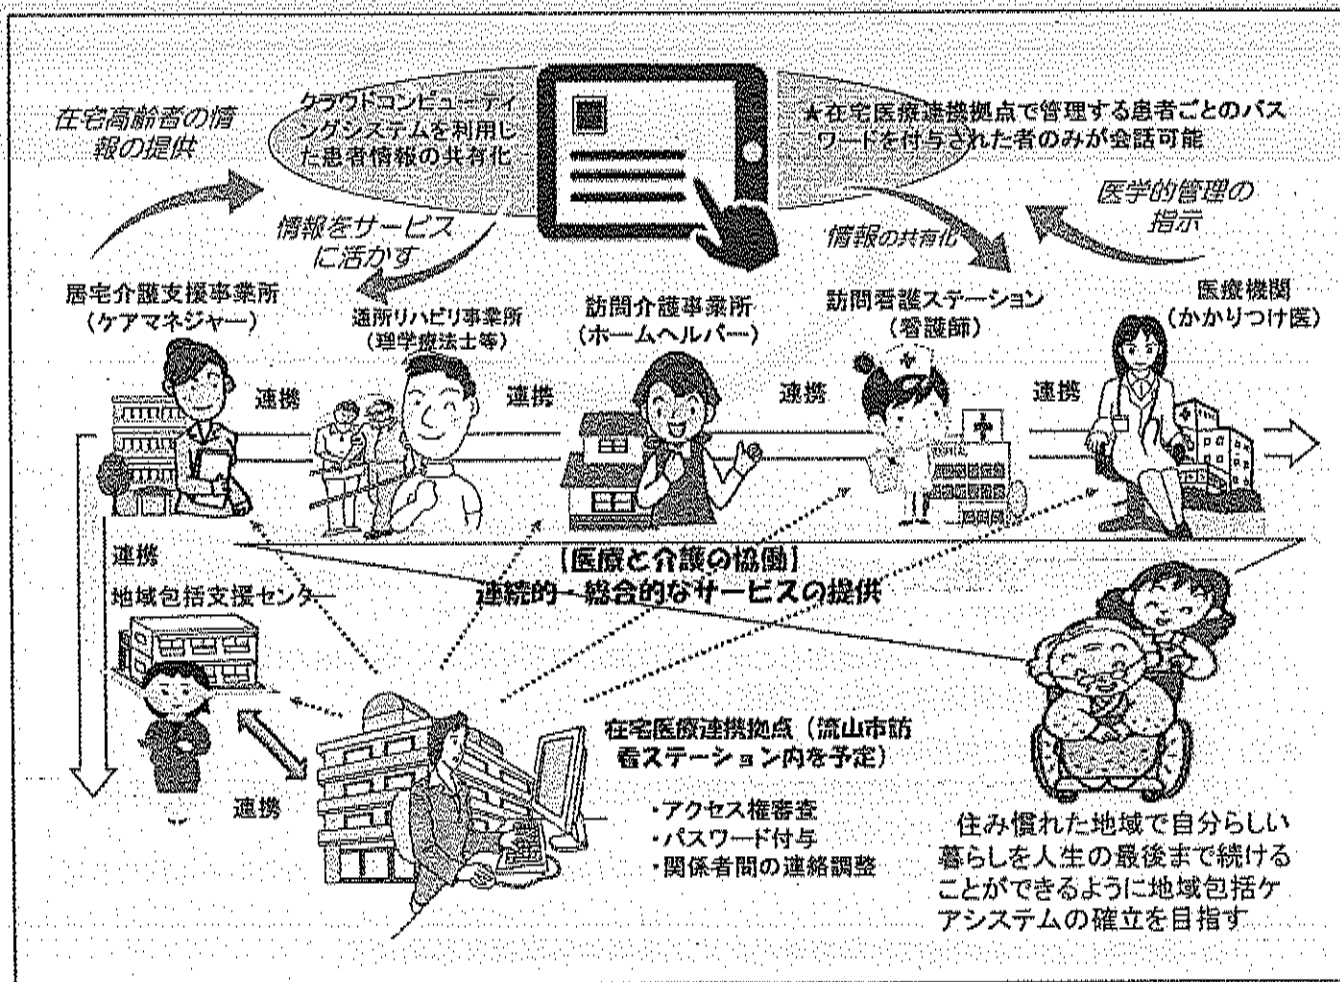 在宅高齢者の情
報の提供
クラウドコンピューティ
ングシステムを利用し
た患者情報の共有化
★在宅医療連携拠点で管理する患者ごとのパス
ワードを付与された者のみが会話可能
情報をサービス
に活かす
情報の共有化
医学的管理の
指示
居宅介護支援事業所
(ケアマネジャー)
通所リハビリ事業所
(理学療法士等)
訪問介護事業所
(ホームヘルパー)
訪問看護ステーション
(看護師)
医療機関
(かかりつけ医)
連携
連携
連携
連携
連携
地域包括支援センター
【医療と介護の協働】
連続的・総合的なサービスの提供
連携
在宅医療連携拠点(流山市訪
看ステーション内を予定)
・アクセス権審査
・パスワード付与
・関係者間の連絡調整
住み慣れた地域で自分らしい
暮らしを人生の最後まで続ける
ことができるように地域包括ケ
アシステムの確立を目指す